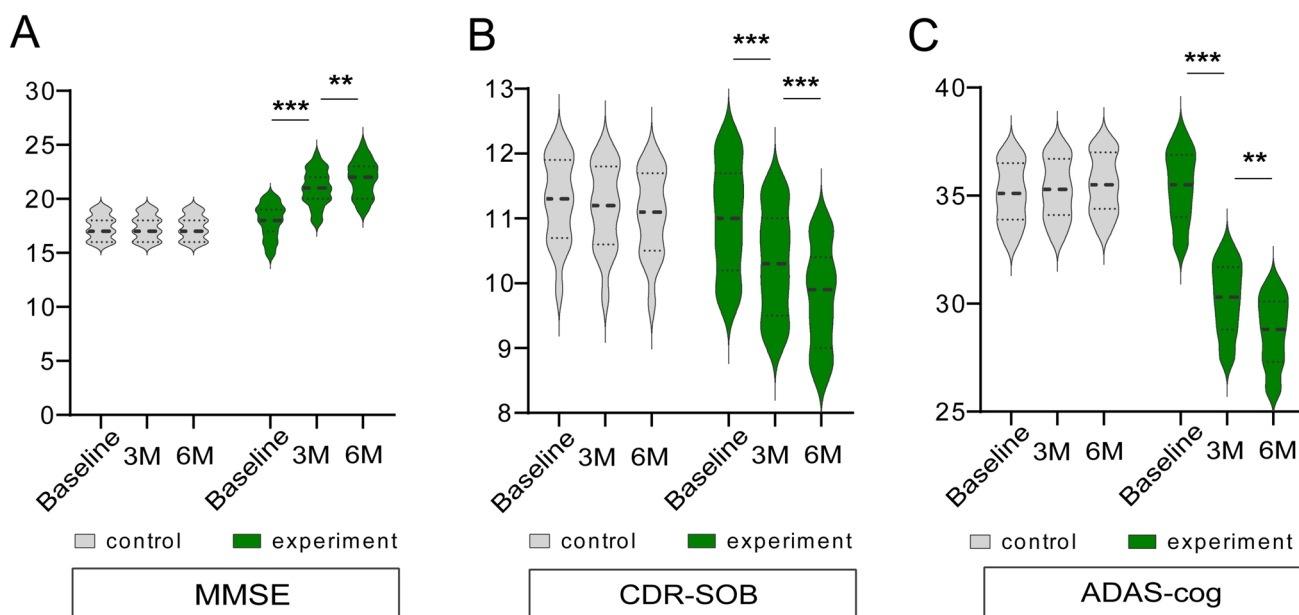 A
30
25
20
15
10
5
0
***
**
Baseline
3M
6M
Baseline
3M
6M
control
experiment
MMSE
B
13
12
11
10
9
8
***
***
Baseline
3M
6M
Baseline
3M
6M
control
experiment
CDR-SOB
C
40
35
30
25
***
**
Baseline
3M
6M
Baseline
3M
6M
control
experiment
ADAS-cog